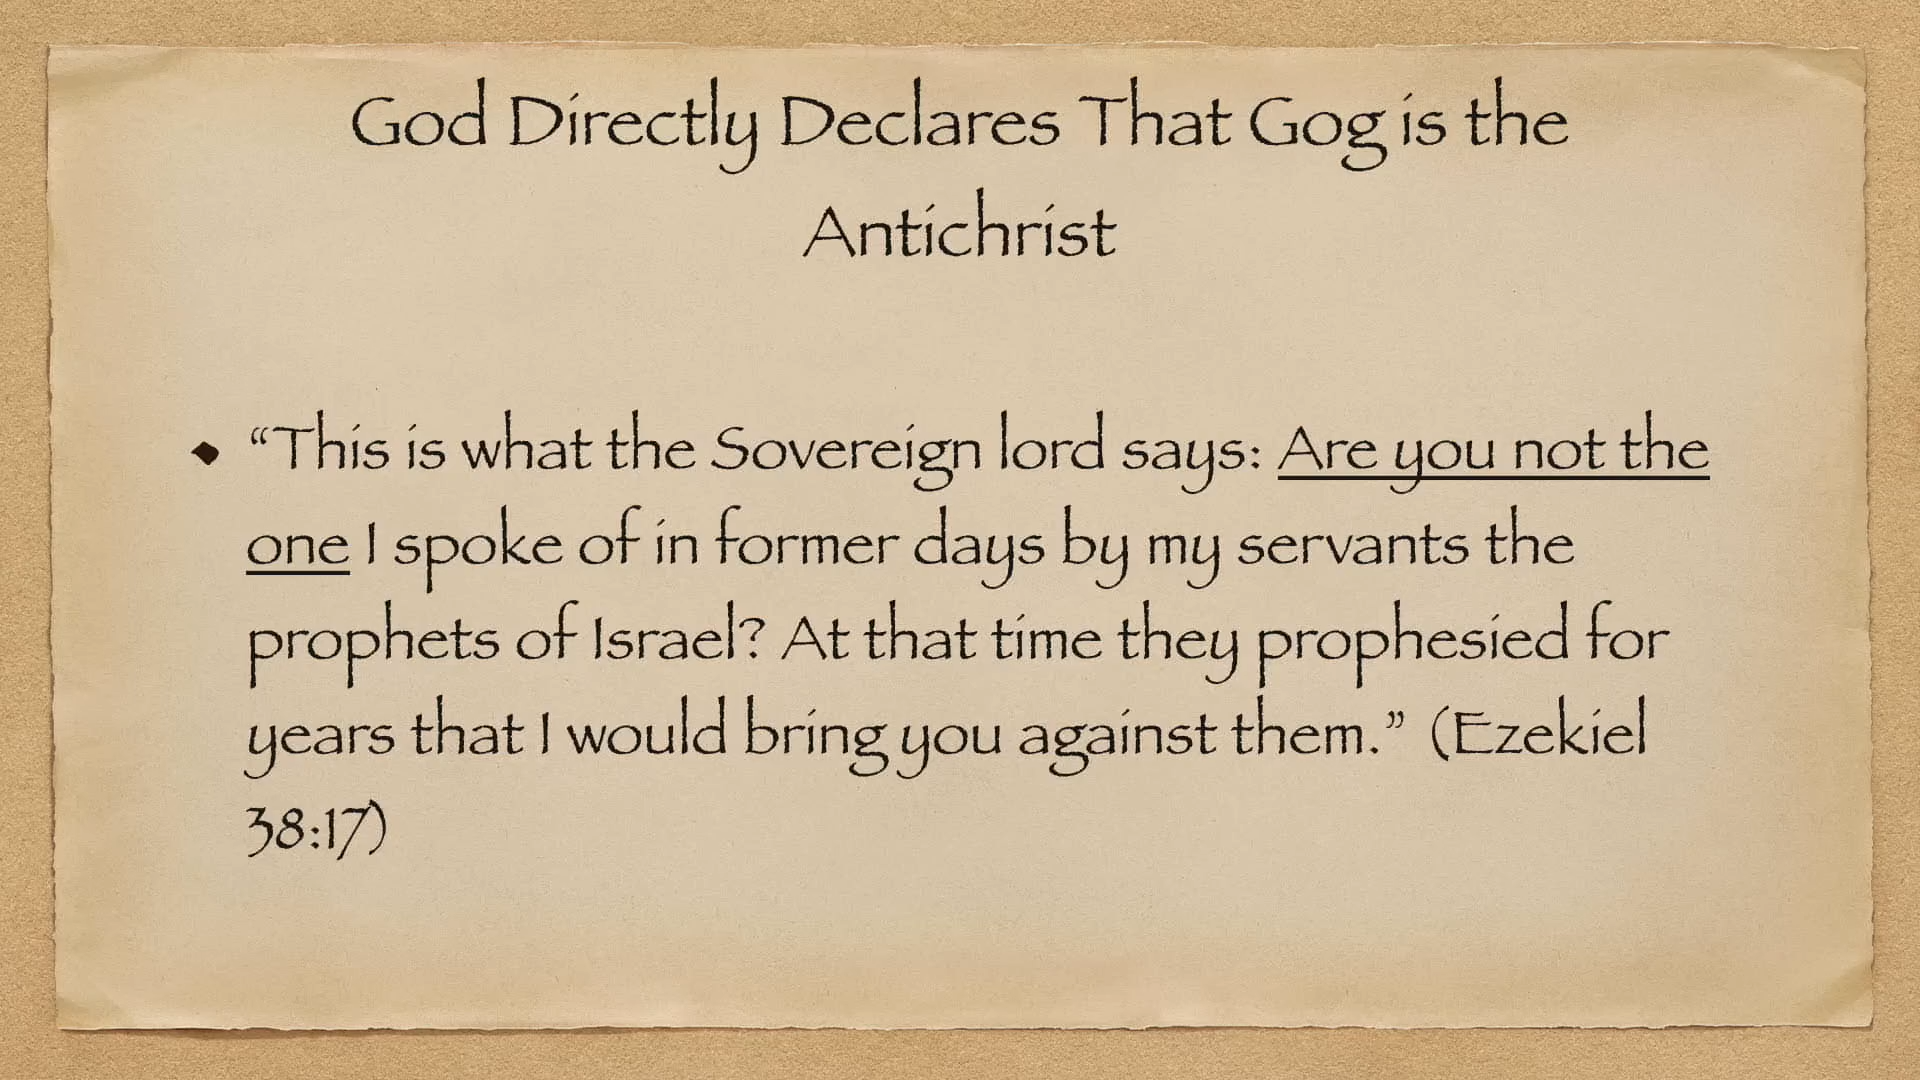 God Directly Declares That Gog is the
Antichrist
“This is what the Sovereign lord says: Are you not the
one I spoke of in former days by my servants the
prophets of Israel? At that time they prophesied for
years that I would bring you against them.” (Ezekiel
38:17)